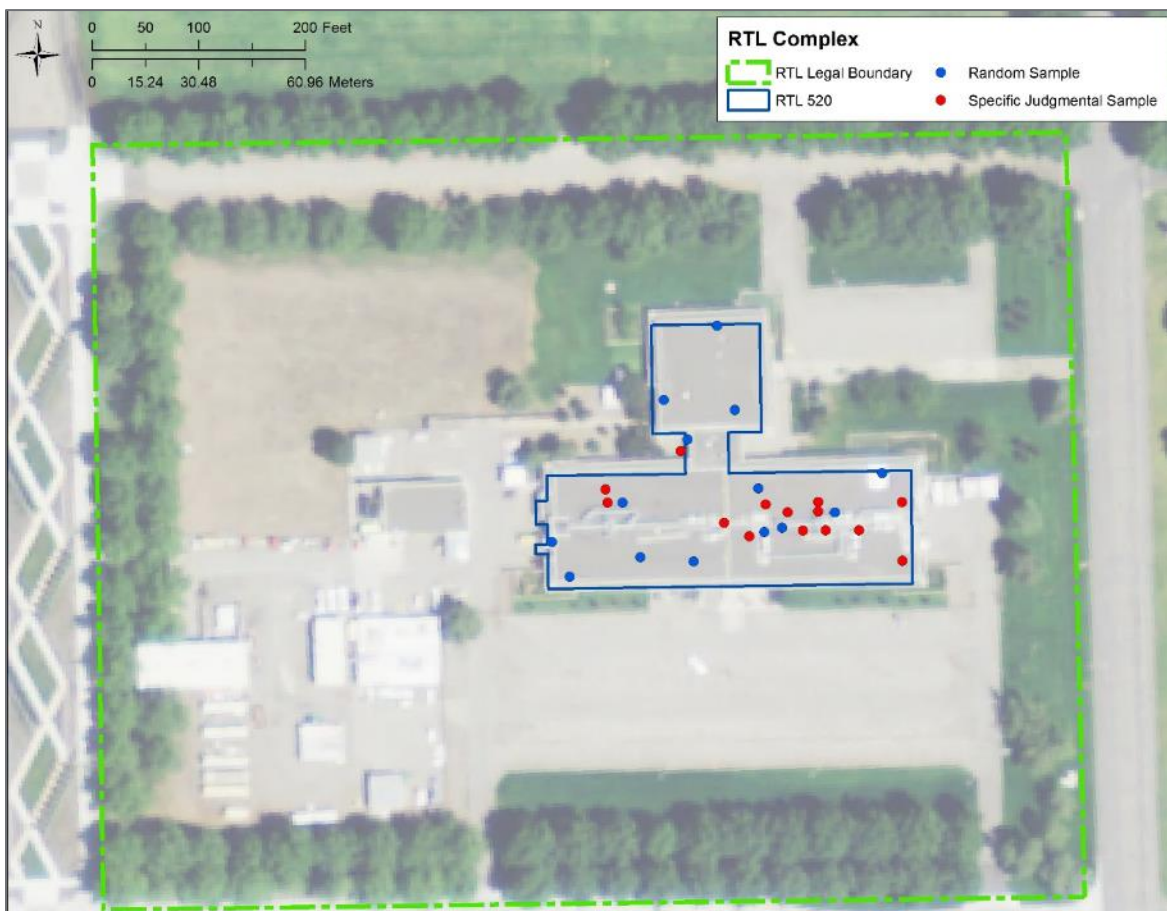 N
0 50 100 200 Feet
0 15.24 30.48 60.96 Meters
RTL Complex
RTL Legal Boundary
Random Sample
RTL 520
Specific Judgmental Sample